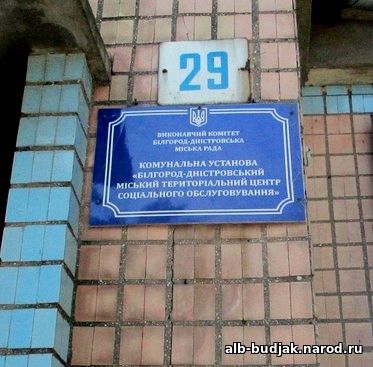 29
ВИКОНАВЧИЙ КОМІТЕТ
БІЛГОРОД-ДНІСТРОВСЬКА
МІСЬКА РАДА
КОМУНАЛЬНА УСТАНОВА
«БІЛГОРОД-ДНІСТРОВСЬКИЙ
МІСЬКИЙ ТЕРИТОРІАЛЬНИЙ ЦЕНТР
СОЦІАЛЬНОГО ОБСЛУГОВУВАННЯ»
alb-budjak.narod.ru